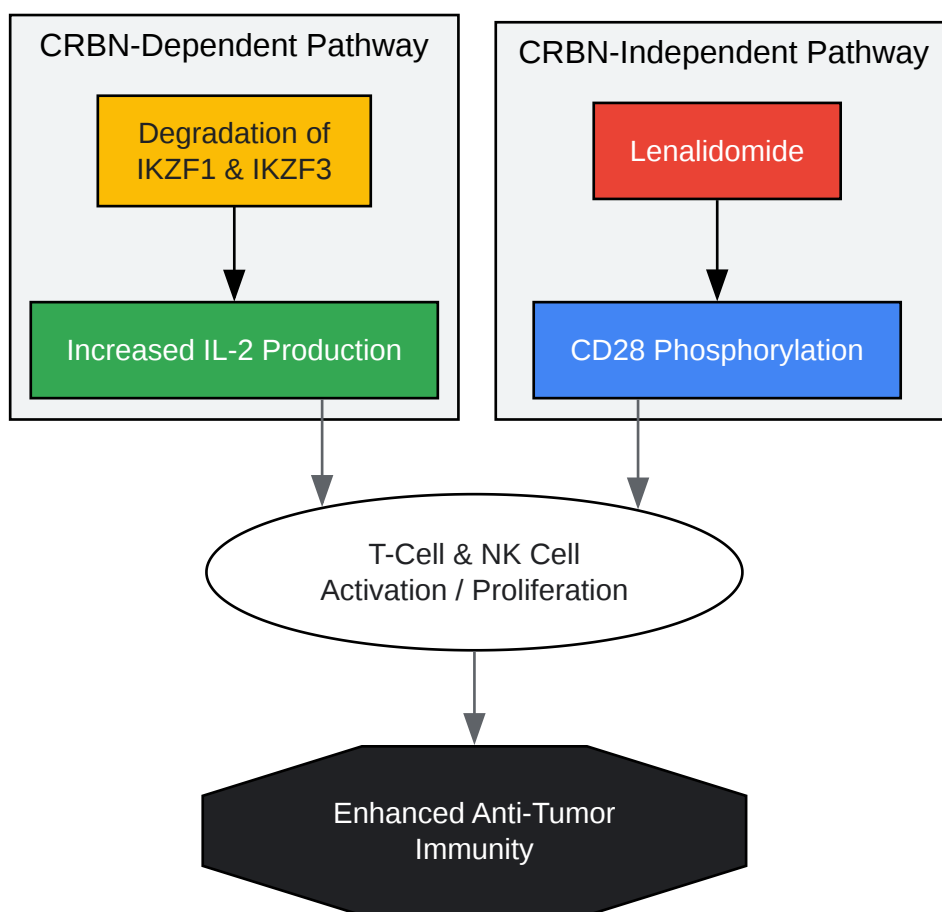 CRBN-Dependent Pathway
Degradation of
IKZF1 & IKZF3
Increased IL-2 Production
CRBN-Independent Pathway
Lenalidomide
CD28 Phosphorylation
T-Cell & NK Cell
Activation / Proliferation
Enhanced Anti-Tumor
Immunity